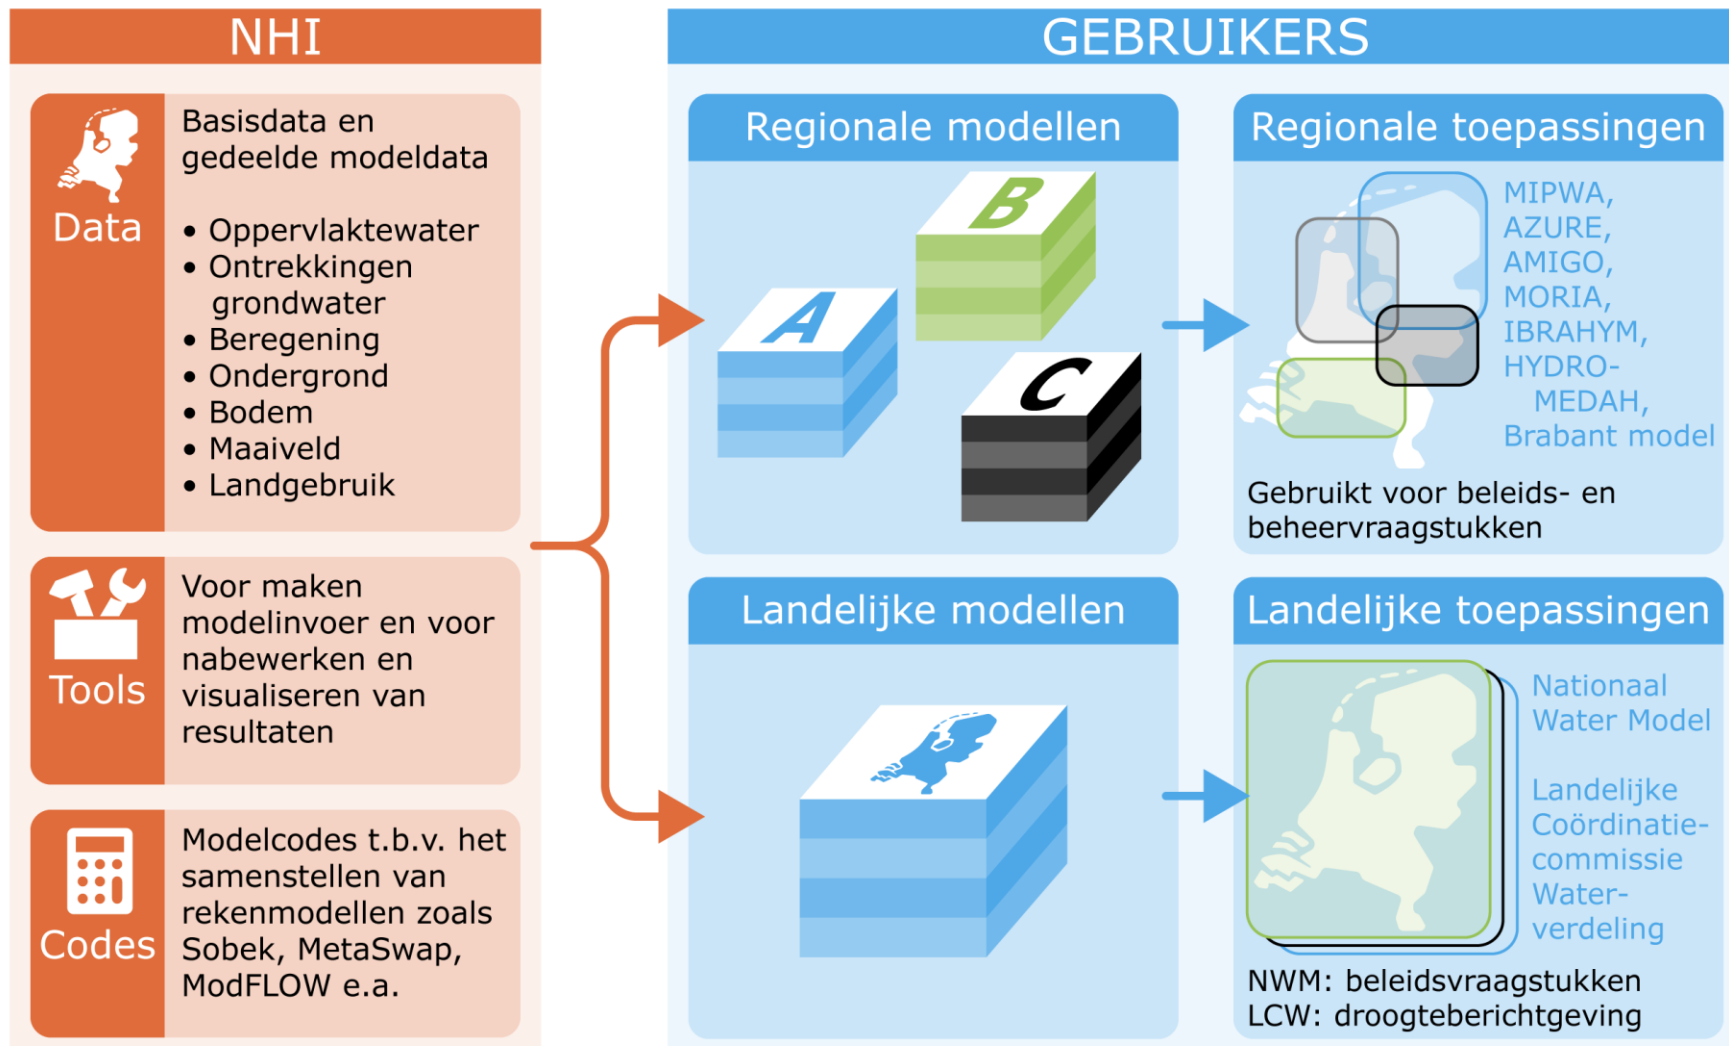 NHI
Data
Basisdata en
gedeelde modeldata
• Oppervlaktewater
• Ontrekkingen
grondwater
• Beregening
• Ondergrond
• Bodem
• Maaiveld
• Landgebruik
Tools
Voor maken
modelinvoer en voor
nabewerken en
visualiseren van
resultaten
Codes
Modelcodes t.b.v. het
samenstellen van
rekenmodellen zoals
Sobek, MetaSwap,
ModFLOW e.a.
GEBRUIKERS
Regionale modellen
A
B
C
Regionale toepassingen
MIPWA,
AZURE,
AMIGO,
MORIA,
IBRAHYM,
HYDRO-
MEDAH,
Brabant model
Gebruikt voor beleids- en
beheervraagstukken
Landelijke modellen
Landelijke toepassingen
Nationaal
Water Model
Landelijke
Coördinatie-
commissie
Water-
verdeling
NWM: beleidsvraagstukken
LCW: droogteberichtgeving